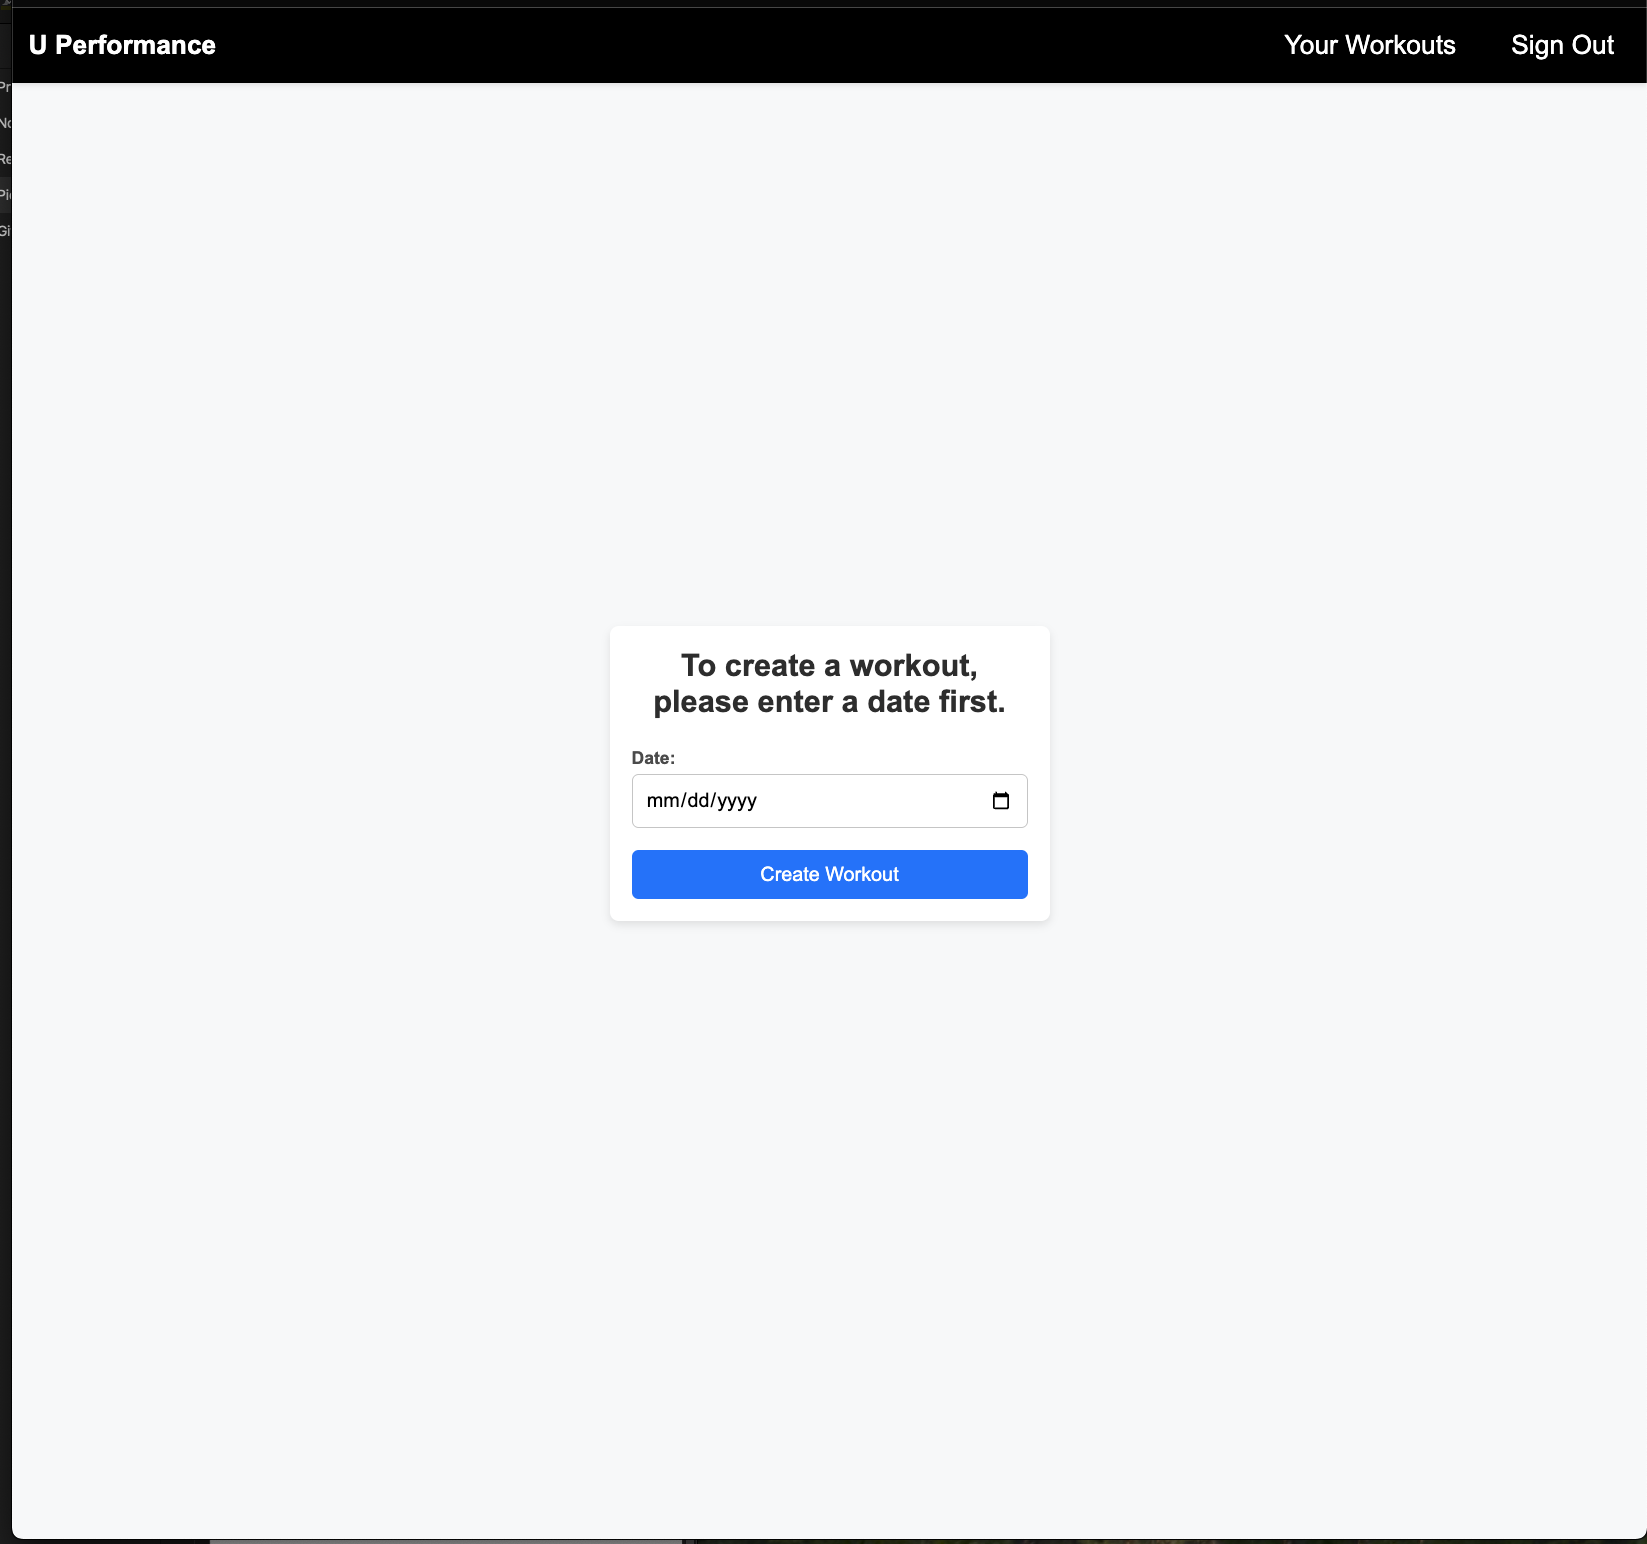 U Performance
Your Workouts
Sign Out
To create a workout,
please enter a date first.
Date:
mm/dd/yyyy
Create Workout